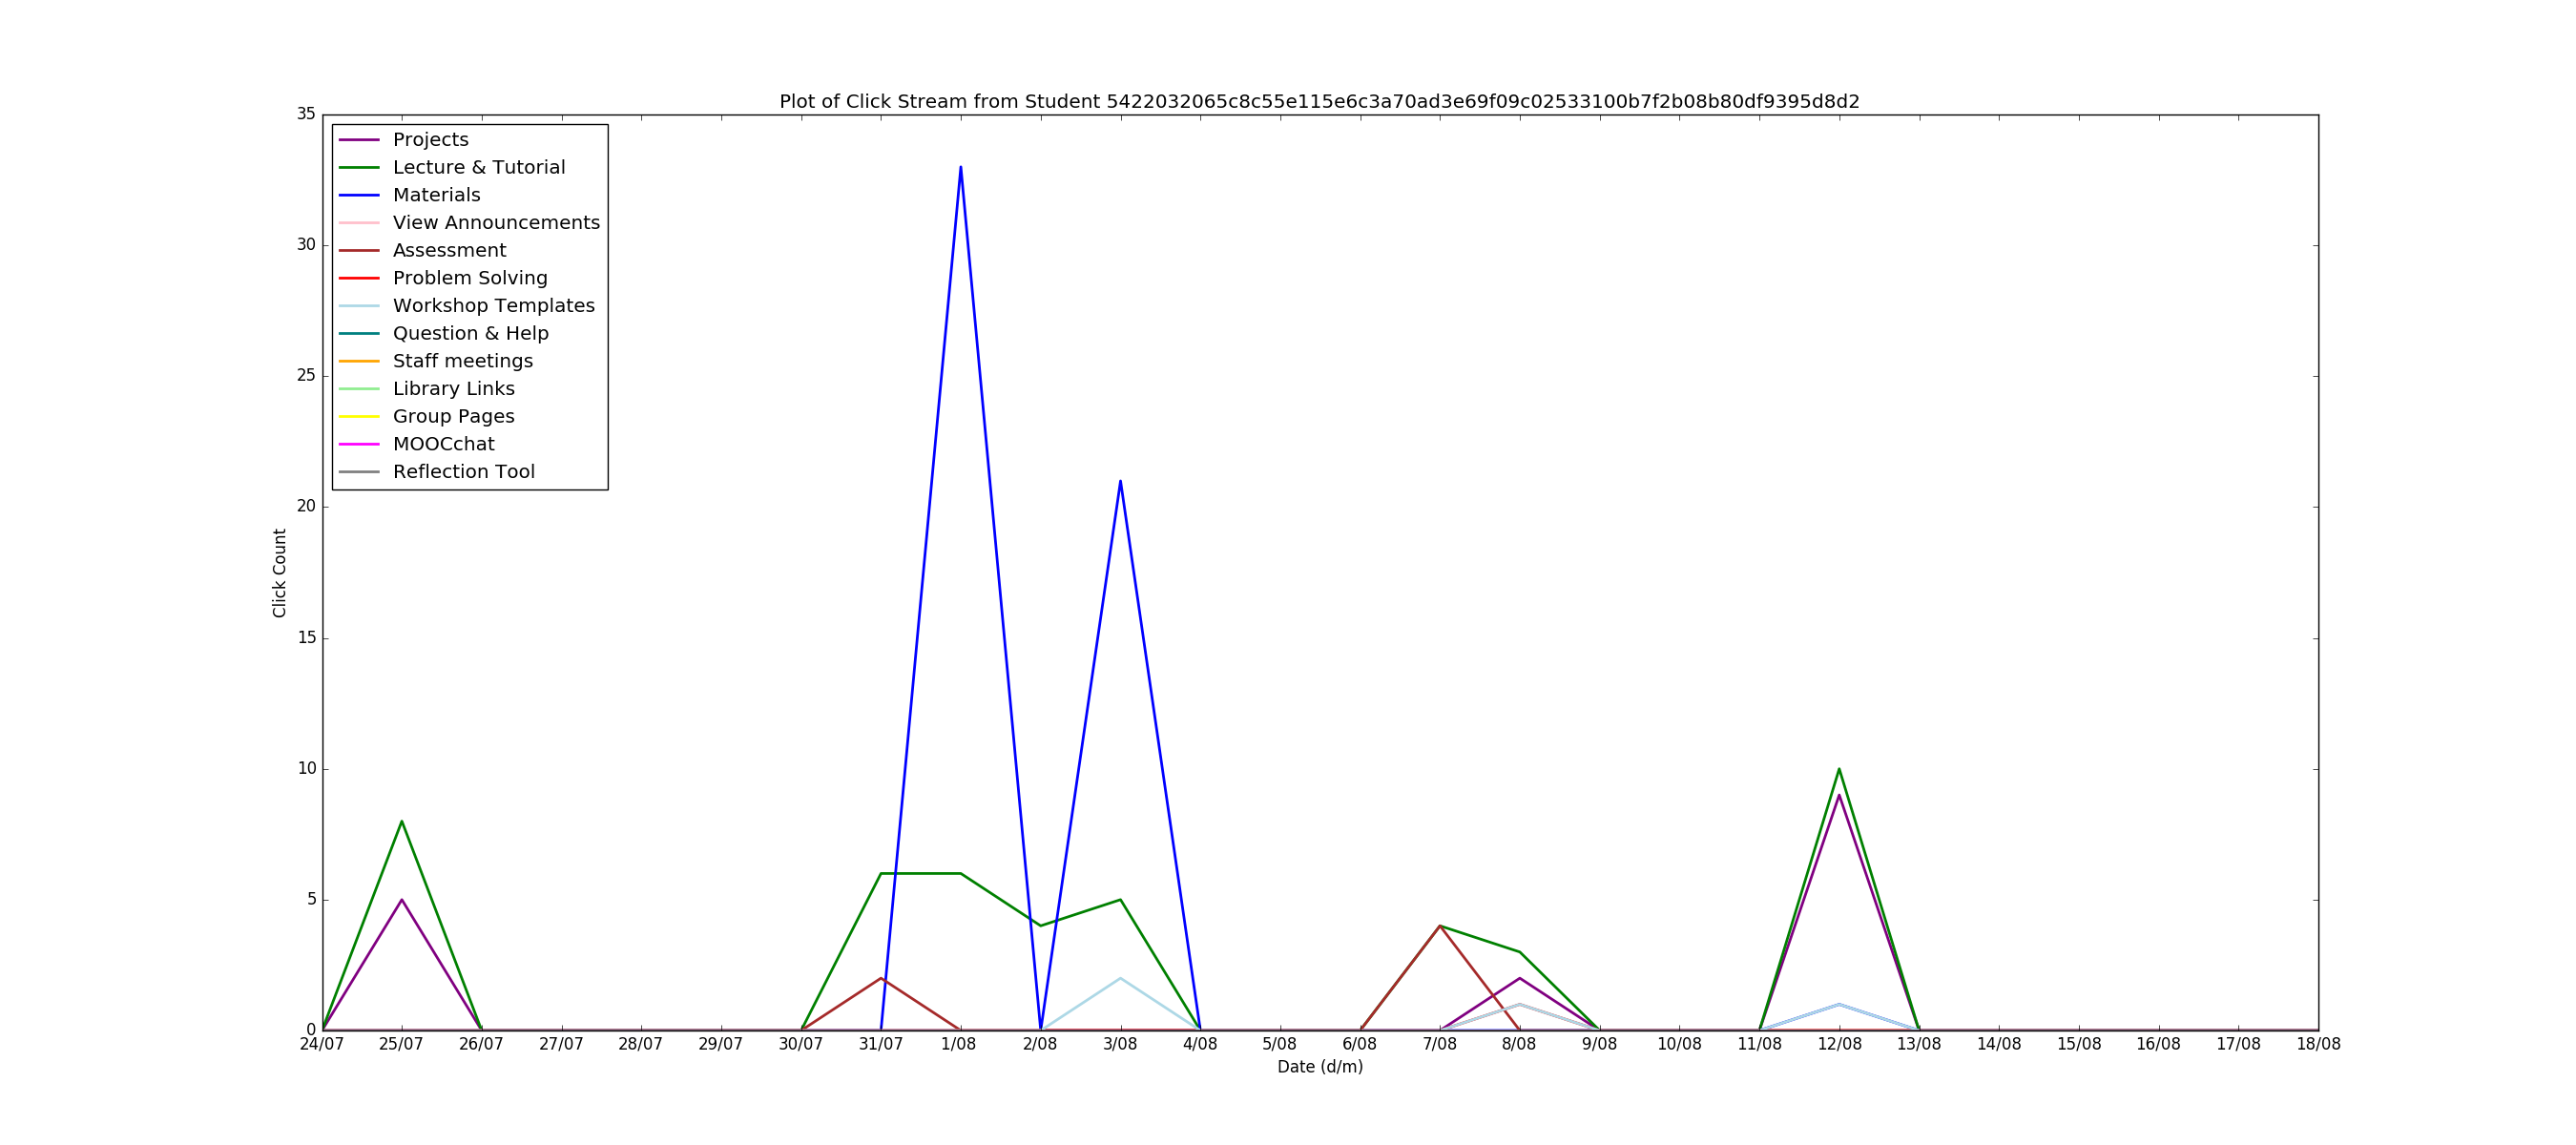 Plot of Click Stream from Student 5422032065c8c55e115e6c3a70ad3e69f09c02533100b7f2b08b80df9395d8d2
35
30
25
20
15
10
5
0
Click Count
Projects
Lecture & Tutorial
Materials
View Announcements
Assessment
Problem Solving
Workshop Templates
Question & Help
Staff meetings
Library Links
Group Pages
MOOCchat
Reflection Tool
24/07 25/07 26/07 27/07 28/07 29/07 30/07 31/07 1/08 2/08 3/08 4/08 5/08 6/08 7/08 8/08 9/08 10/08 11/08 12/08 13/08 14/08 15/08 16/08 17/08 18/08
Date (d/m)